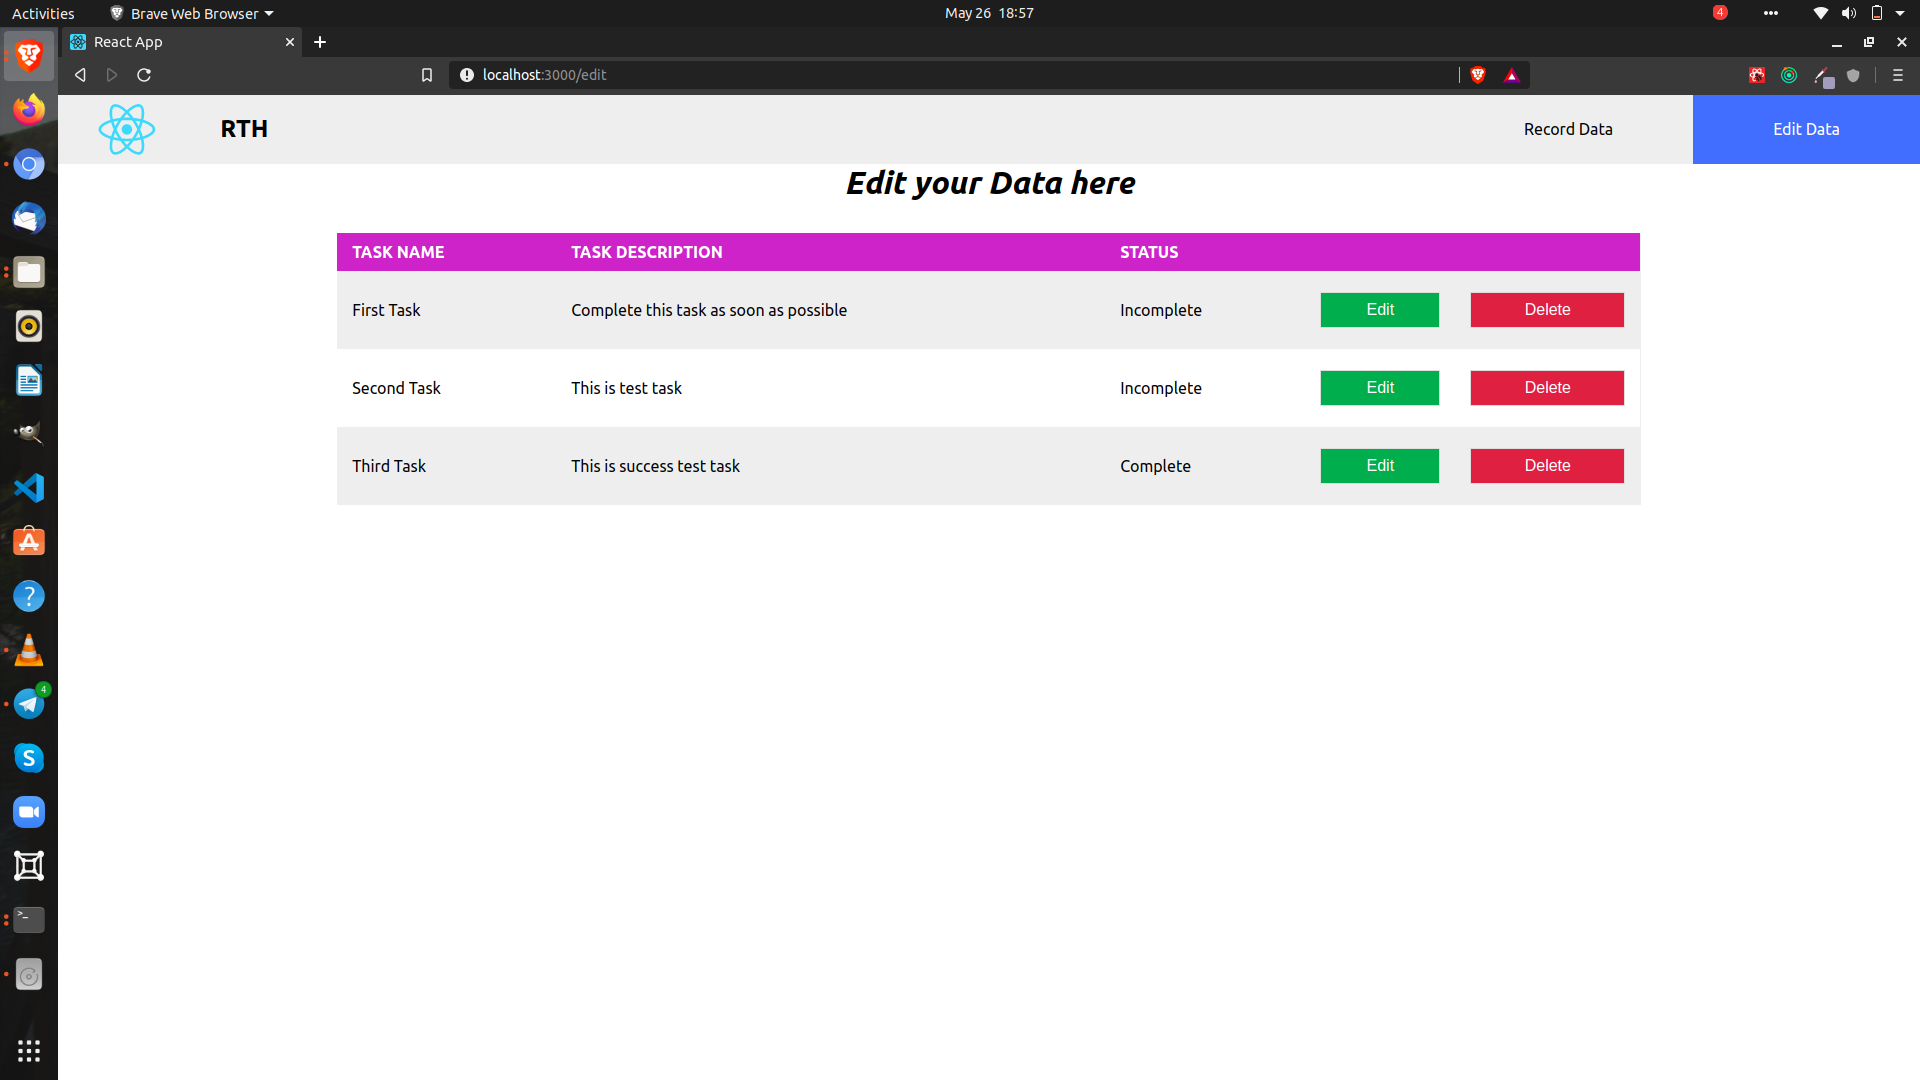 Activities Brave Web Browser May 26 18:57 4
React App
localhost:3000/edit
RTH Record Data Edit Data
Edit your Data here
TASK NAME TASK DESCRIPTION STATUS
First Task Complete this task as soon as possible Incomplete Edit Delete
Second Task This is test task Incomplete Edit Delete
Third Task This is success test task Complete Edit Delete
4